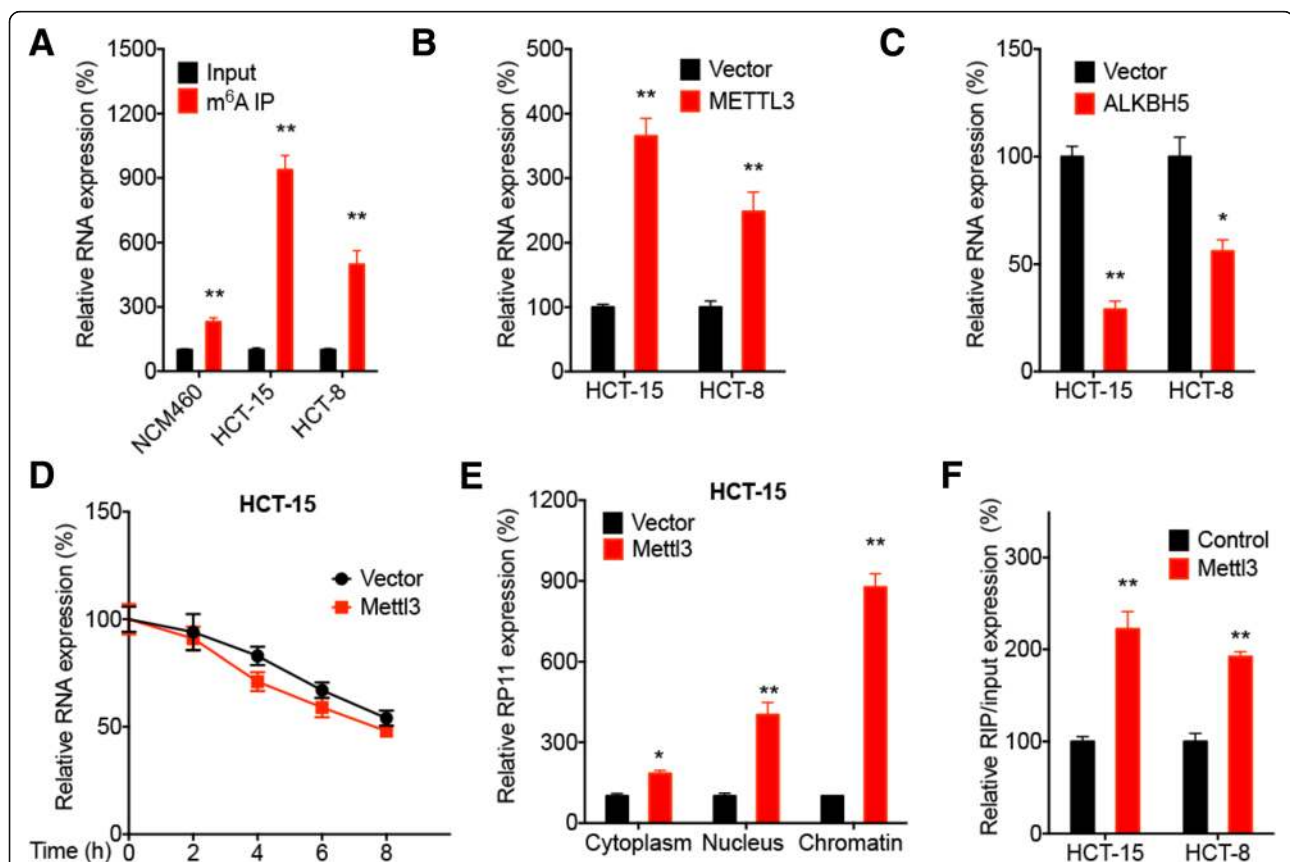 A
Relative RNA expression (%)
1500
1200
900
600
300
0
Input
m⁶A IP
**
**
**
NCM460
HCT-15
HCT-8
B
Relative RNA expression (%)
500
400
300
200
100
0
Vector
METTL3
**
**
HCT-15
HCT-8
C
Relative RNA expression (%)
150
100
50
0
Vector
ALKBH5
**
*
HCT-15
HCT-8
D
HCT-15
Relative RNA expression (%)
150
100
50
0
Vector
Mettl3
Time (h)
0 2 4 6 8
E
HCT-15
Relative RP11 expression (%)
1200
900
600
300
0
Vector
Mettl3
*
**
**
Cytoplasm
Nucleus
Chromatin
F
Relative RIP/input expression (%)
300
200
100
0
Control
Mettl3
**
**
HCT-15
HCT-8